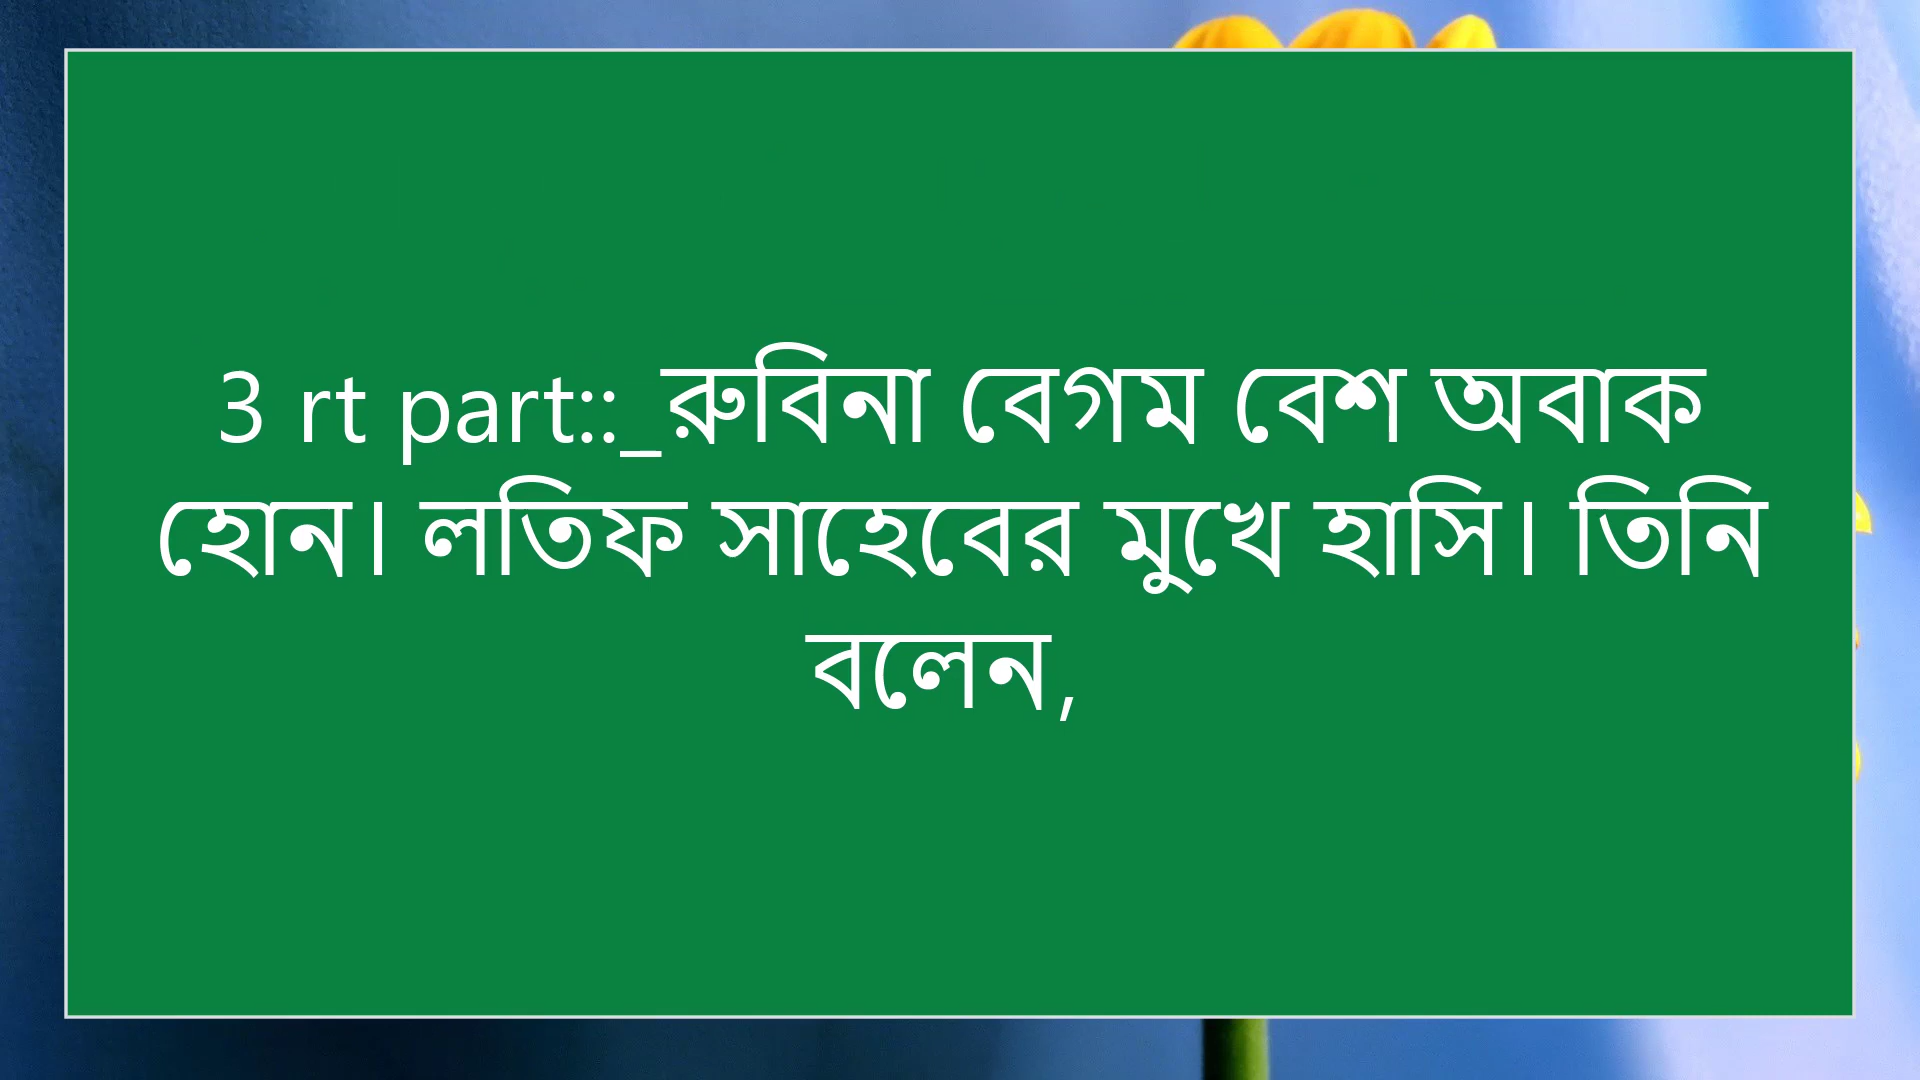 3 rt part::_রুবিনা বেগম বেশ অবাক
হোন। লতিফ সাহেবের মুখে হাসি। তিনি
বলেন,